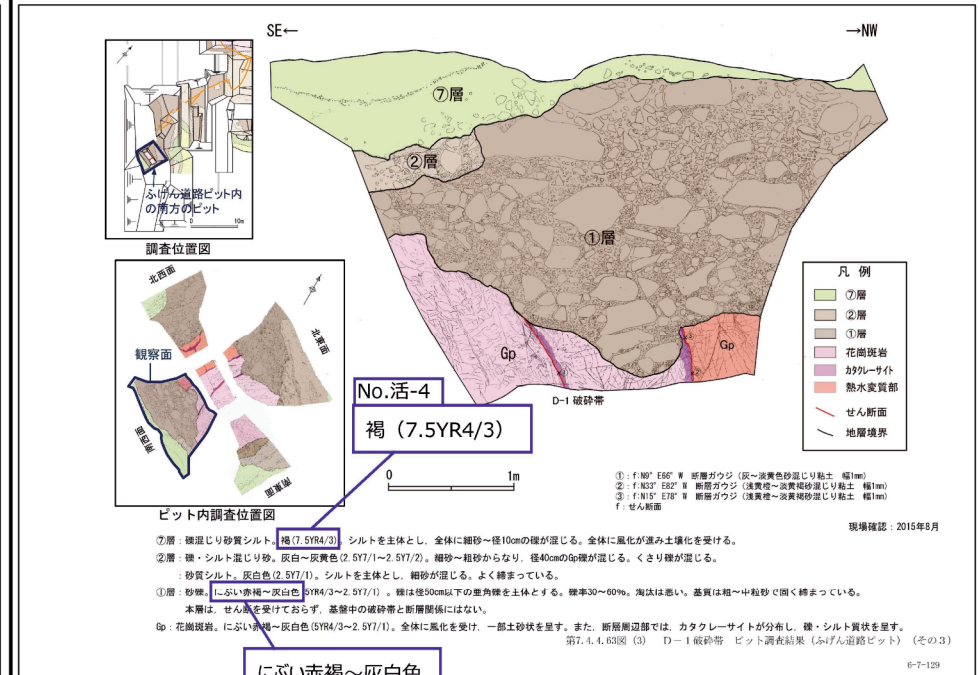 SE←
→NW
⑦層
②層
①層
Gp
Gp
D-1 破砕帯
ふげん道路ピット内
の南方のピット
0 10m
調査位置図
北西面
北東面
観察面
南西面
南東面
ピット内調査位置図
凡 例
⑦層
②層
①層
花崗斑岩
カタクレーサイト
熱水変質部
せん断面
地層境界
No.活-4
褐（7.5YR4/3）
0 1m
①：f:N9°E66°W 断層ガウジ（灰～淡黄色砂混じり粘土 幅1mm）
②：f:N33°E82°W 断層ガウジ（浅黄橙～淡黄褐砂混じり粘土 幅1mm）
③：f:N15°E78°W 断層ガウジ（浅黄橙～淡黄褐砂混じり粘土 幅1mm）
f：せん断面
現場確認：2015年8月
⑦層：礫混じり砂質シルト。褐(7.5YR4/3)。シルトを主体とし、全体に細砂～径10cmの礫が混じる。全体に風化が進み土壌化を受ける。
②層：礫・シルト混じり砂。灰白～灰黄色(2.5Y7/1～2.5Y7/2)。細砂～粗砂からなり，径40cmのGp礫が混じる。くさり礫が混じる。
：砂質シルト。灰白色(2.5Y7/1)。シルトを主体とし，細砂が混じる。よく締まっている。
①層：砂礫。にぶい赤褐～灰白色(5YR4/3～2.5Y7/1)。礫は径50cm以下の亜角礫を主体とする。礫率30～60%。淘汰は悪い。基質は粗～中粒砂で固く締まっている。
本層は，せん断を受けておらず，基盤中の破砕帯と断層関係にはない。
Gp：花崗斑岩。にぶい赤褐～灰白色(5YR4/3～2.5Y7/1)。全体に風化を受け，一部土砂状を呈す。また，断層周辺部では，カタクレーサイトが分布し，礫・シルト質状を呈す。
第7.4.4.63図（3） D－1破砕帯 ピット調査結果（ふげん道路ピット）（その3）
6-7-129
にぶい赤褐～灰白色